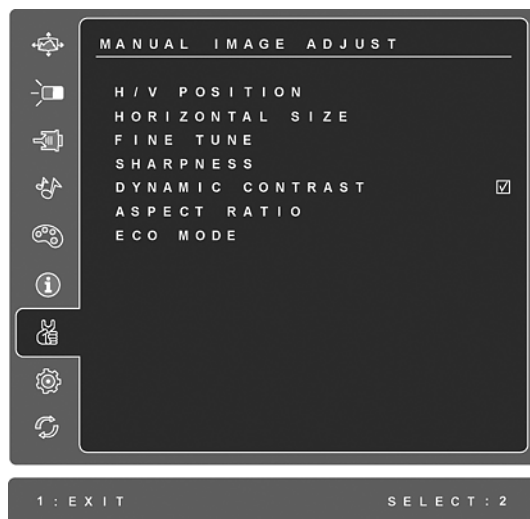 MANUAL IMAGE ADJUST
H/V POSITION
HORIZONTAL SIZE
FINE TUNE
SHARPNESS
DYNAMIC CONTRAST
ASPECT RATIO
ECO MODE
1:EXIT SELECT:2